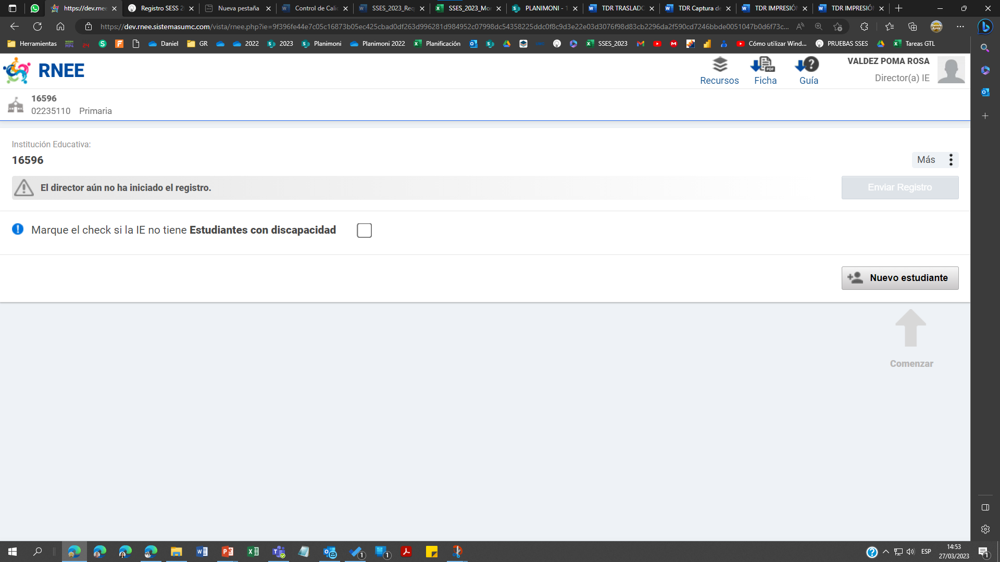 https://dev.rnee
Registro SESS 2
Nueva pestaña
Control de Calid
SSES_2023_Req
SSES_2023_Mon
PLANIMONI - 1
TDR TRASLADO
TDR Captura de
TDR IMPRESIÓN
TDR IMPRESIÓN
https://dev.rnee.sistemasumc.com/vista/rnee.php?ie=9f396fe44e7c05c16873b05ec425cbad0df263d996281d984952c07998dc54358225ddc0f8c9d3e22e03d3076f98d83cb2296da2f590cd7246bbde0051047b0d6f73c...
Herramientas
24
Daniel
GR
2022
2023
Planimoni
Planimoni 2022
Planificación
SSES_2023
Cómo utilizar Wind...
PRUEBAS SSES
Tareas GTL
RNEE
Recursos
Ficha
Guía
VALDEZ POMA ROSA
Director(a) IE
16596
02235110 Primaria
Institución Educativa:
16596
Más
El director aún no ha iniciado el registro.
Enviar Registro
Marque el check si la IE no tiene Estudiantes con discapacidad
Nuevo estudiante
Comenzar
ESP
14:53
27/03/2023